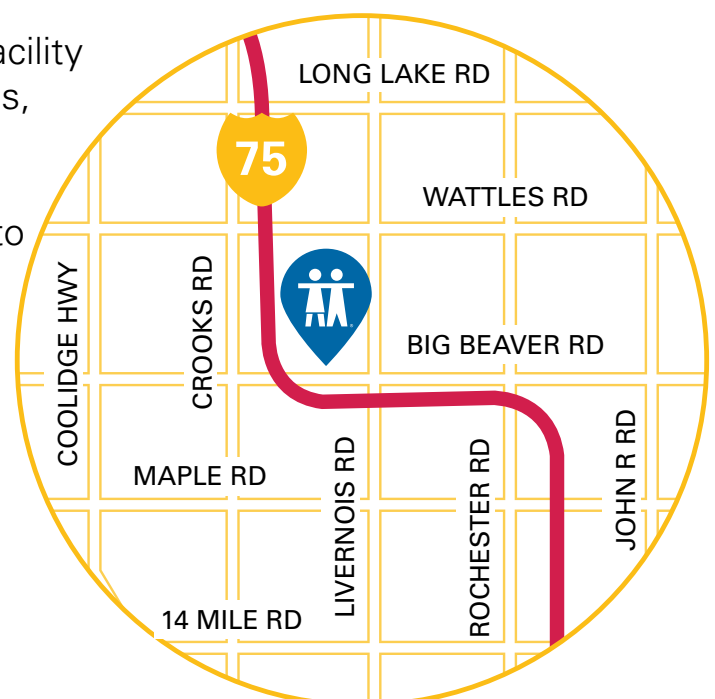 acility
s,
to
LONG LAKE RD
75
WATTLES RD
COOLIDGE HWY
CROOKS RD
BIG BEAVER RD
MAPLE RD
LIVERNOIS RD
ROCHESTER RD
JOHN R RD
14 MILE RD